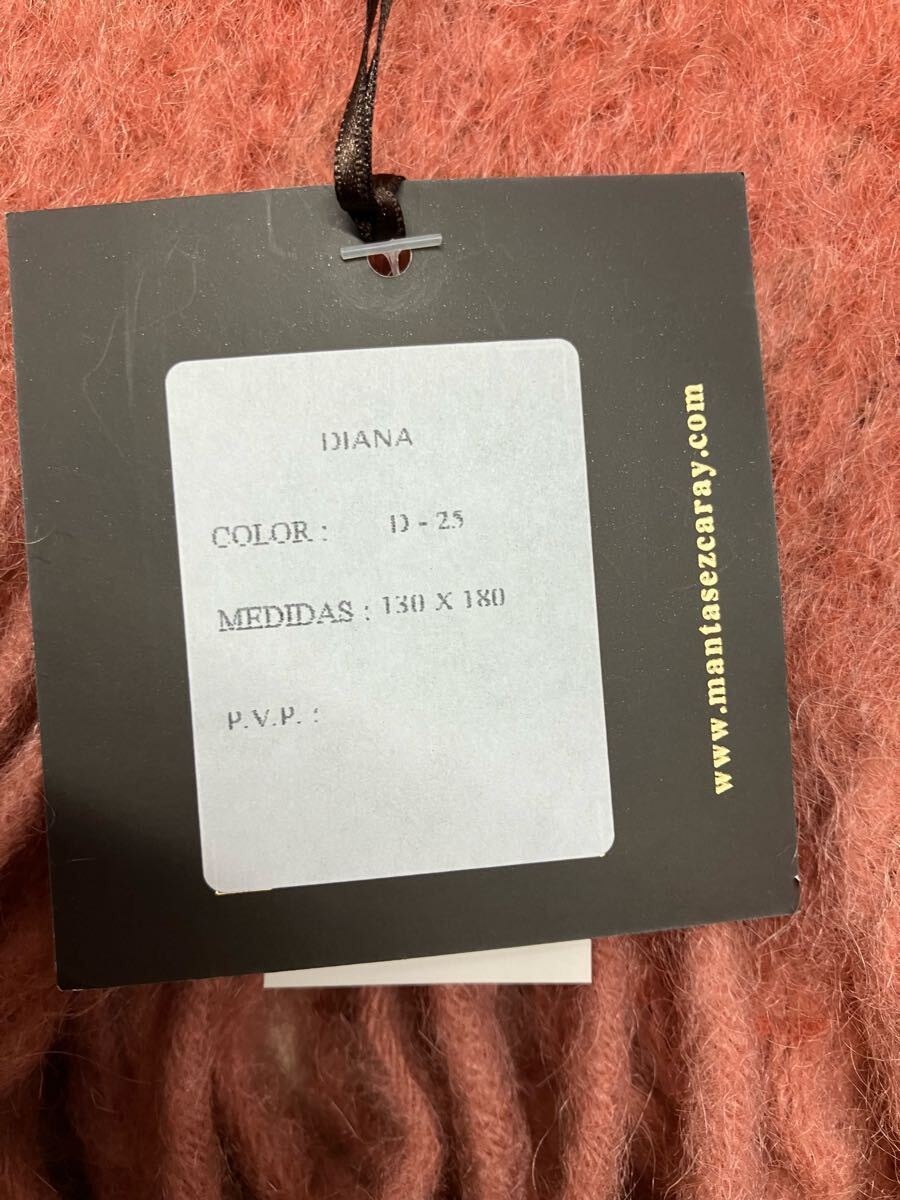 DIANA
COLOR : D - 25
MEDIDAS : 130 X 180
P.V.P. :
www.mantasezcaray.com